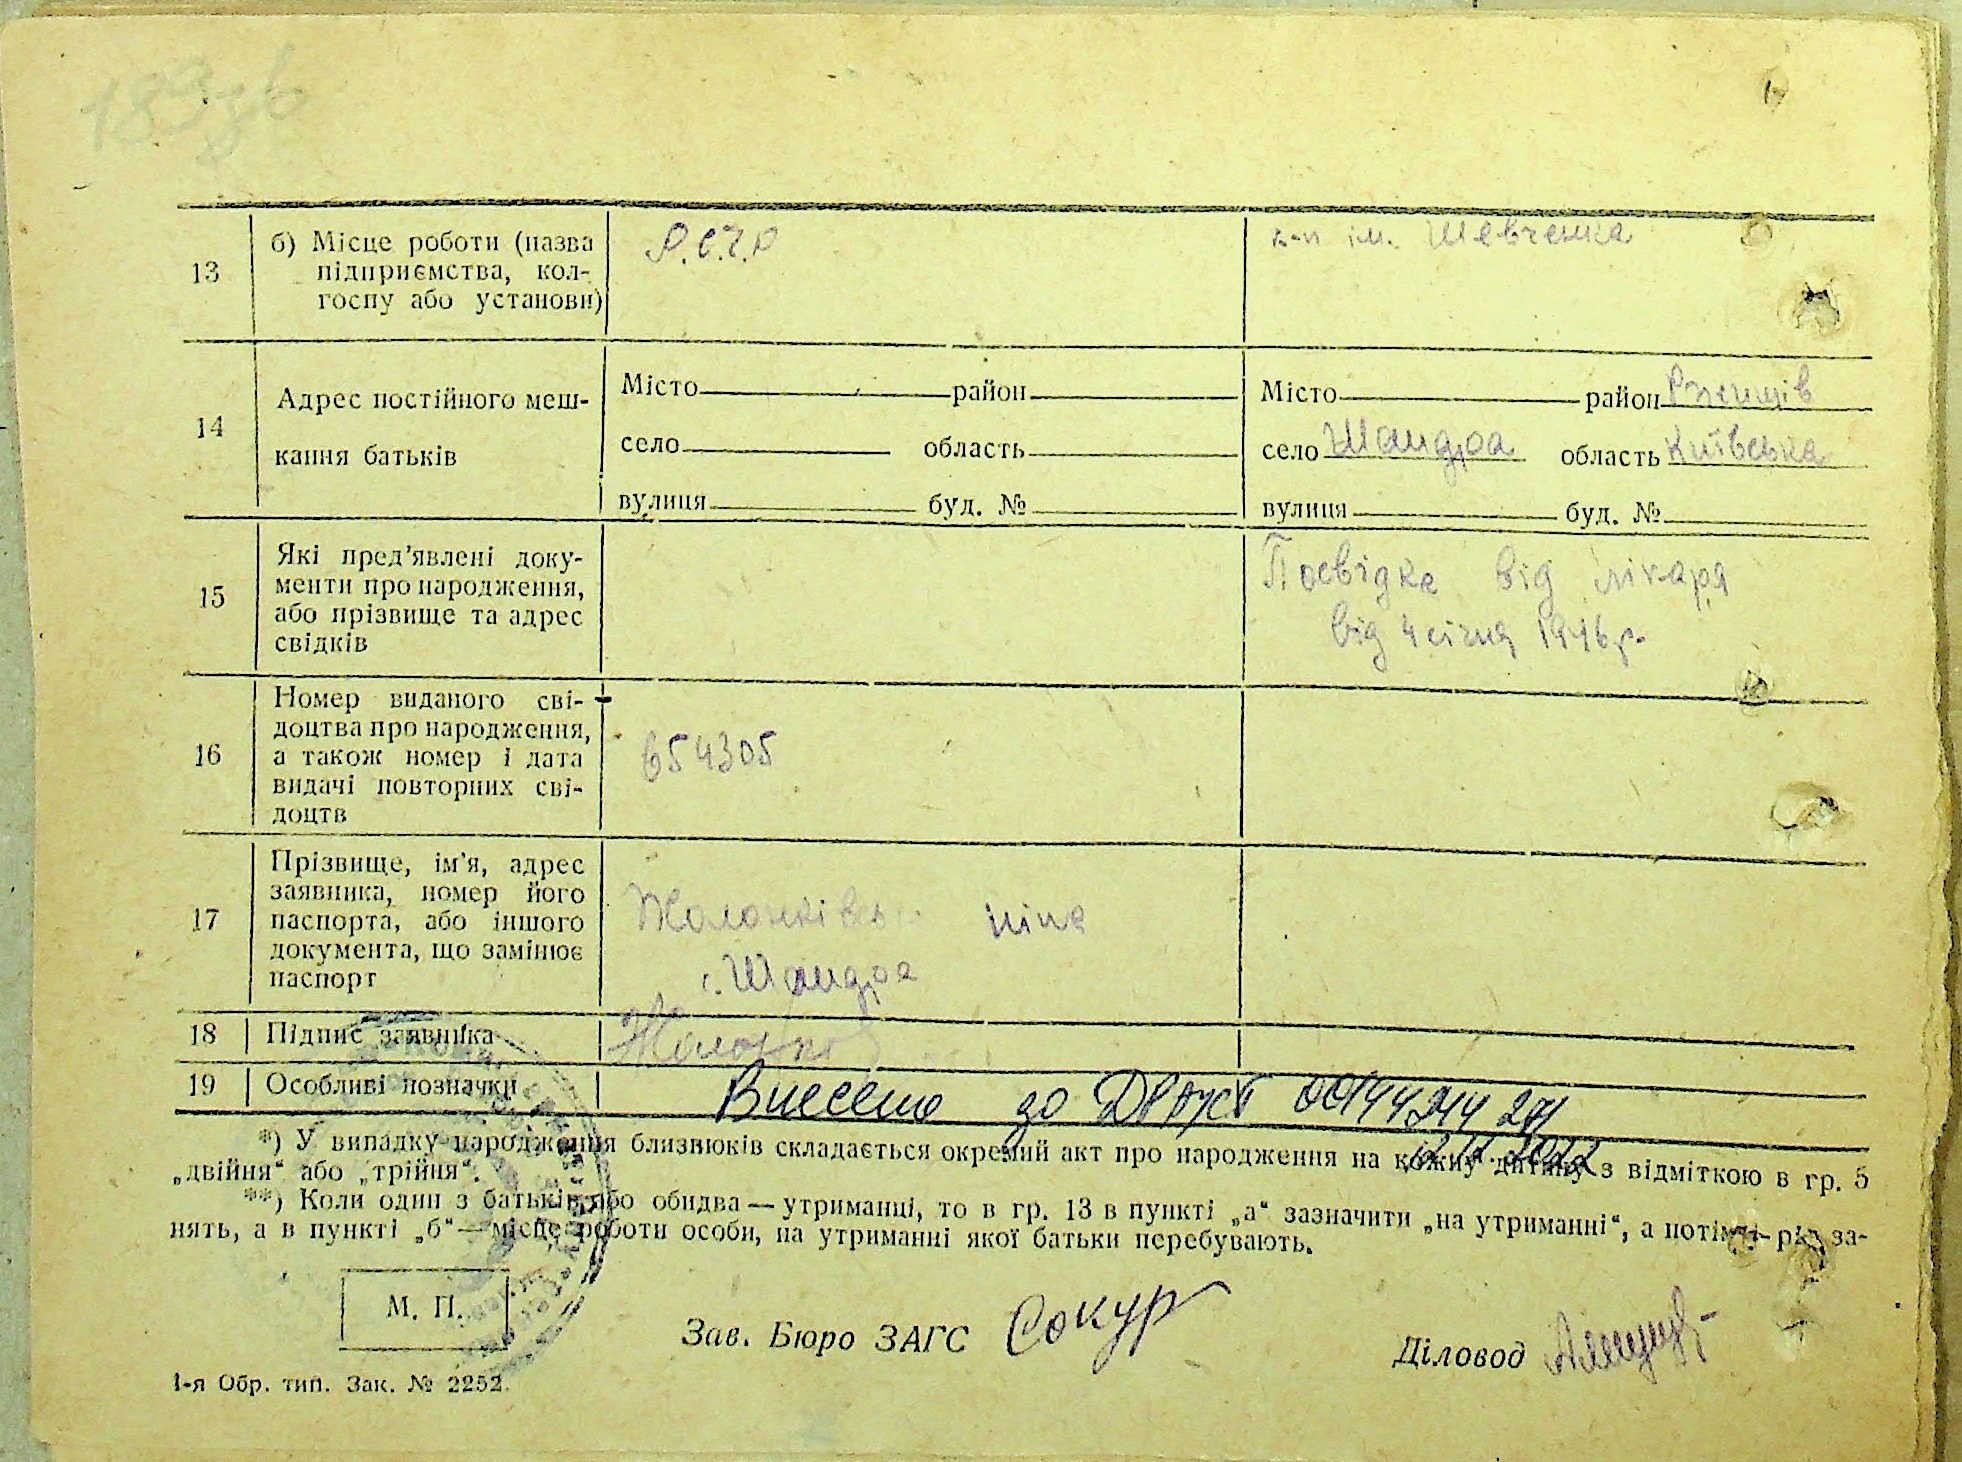 189зв
13
б) Місце роботи (назва
підприємства, кол-
госпу або установи)
Р.С.Ч.А
к-п ім. Шевченка
14
Адрес постійного меш-
кання батьків
Місто район
село область
вулиця буд. №
Місто район Ржищів
село Шандра область Київська
вулиця буд. №
15
Які пред’явлені доку-
менти про народження,
або прізвище та адрес
свідків
Посвідка від лікаря
від 4 січня 1946 р.
16
Номер виданого сві-
доцтва про народження,
а також номер і дата
видачі повторних сві-
доцтв
654305
17
Прізвище, ім’я, адрес
заявника, номер його
паспорта, або іншого
документа, що замінює
паспорт
Ніна
с. Шандра
18 Підпис заявника
19 Особливі позначки
Внесено до ДРАЦСГ
2022
*) У випадку народження близнюків складається окремий акт про народження на кожну дитину з відміткою в гр. 5
„двійня“ або „трійня“.
**) Коли один з батьків або обидва — утриманці, то в гр. 13 в пункті „а“ зазначити „на утриманні“, а потім — рід за-
нять, а в пункті „б“ — місце роботи особи, на утриманні якої батьки перебувають.
М. П.
Зав. Бюро ЗАГС Сокур
Діловод
1-я Обр. тип. Зак. № 2252.